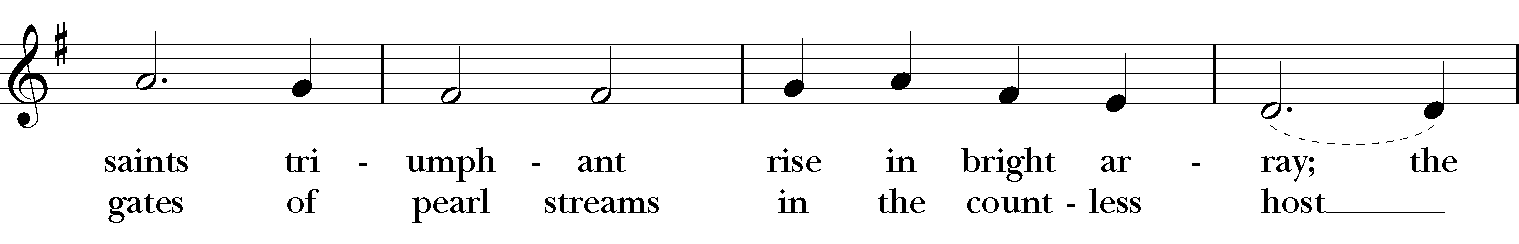 saints tri - umph - ant rise in bright ar - ray; the
gates of pearl streams in the count - less host